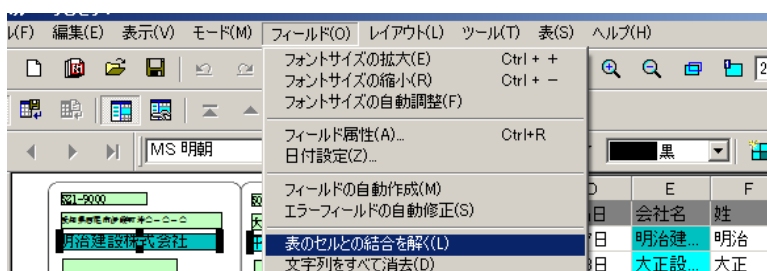 (F) 編集(E) 表示(V) モード(M) フィールド(O) レイアウト(L) ツール(T) 表(S) ヘルプ(H)
フォントサイズの拡大(E) Ctrl + +
フォントサイズの縮小(R) Ctrl + −
フォントサイズの自動調整(F)
2
フィールド属性(A)... Ctrl+R
日付設定(Z)...
MS 明朝
黒
フィールドの自動作成(M)
エラーフィールドの自動修正(S)
表のセルとの結合を解く(L)
文字列をすべて消去(D)
521-9000
明治建設株式会社
E F
日 会社名 姓
日 明治建... 明治
日 大正設...大正